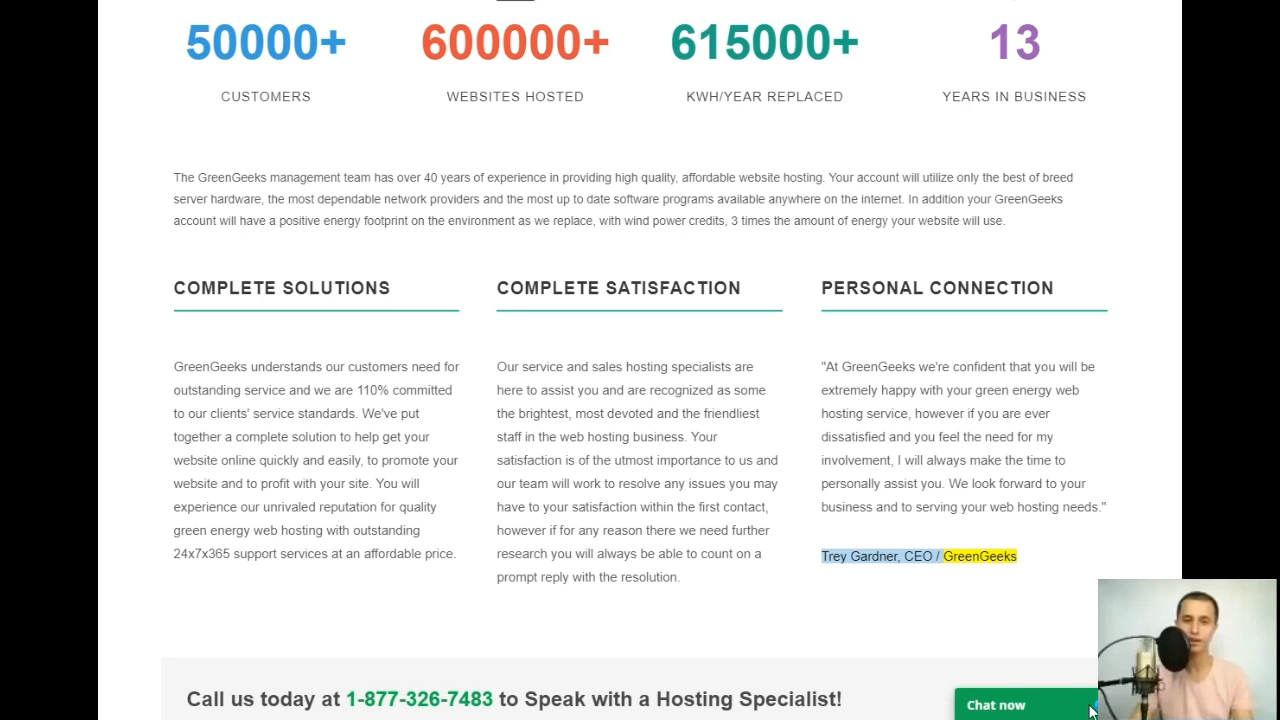 50000+ 600000+ 615000+ 13
CUSTOMERS WEBSITES HOSTED KWH/YEAR REPLACED YEARS IN BUSINESS
The GreenGeeks management team has over 40 years of experience in providing high quality, affordable website hosting. Your account will utilize only the best of breed
server hardware, the most dependable network providers and the most up to date software programs available anywhere on the internet. In addition your GreenGeeks
account will have a positive energy footprint on the environment as we replace, with wind power credits, 3 times the amount of energy your website will use.
COMPLETE SOLUTIONS
GreenGeeks understands our customers need for
outstanding service and we are 110% committed
to our clients' service standards. We've put
together a complete solution to help get your
website online quickly and easily, to promote your
website and to profit with your site. You will
experience our unrivaled reputation for quality
green energy web hosting with outstanding
24x7x365 support services at an affordable price.
COMPLETE SATISFACTION
Our service and sales hosting specialists are
here to assist you and are recognized as some
the brightest, most devoted and the friendliest
staff in the web hosting business. Your
satisfaction is of the utmost importance to us and
our team will work to resolve any issues you may
have to your satisfaction within the first contact,
however if for any reason there we need further
research you will always be able to count on a
prompt reply with the resolution.
PERSONAL CONNECTION
"At GreenGeeks we're confident that you will be
extremely happy with your green energy web
hosting service, however if you are ever
dissatisfied and you feel the need for my
involvement, I will always make the time to
personally assist you. We look forward to your
business and to serving your web hosting needs."
Trey Gardner, CEO / GreenGeeks
Call us today at 1-877-326-7483 to Speak with a Hosting Specialist!
Chat now